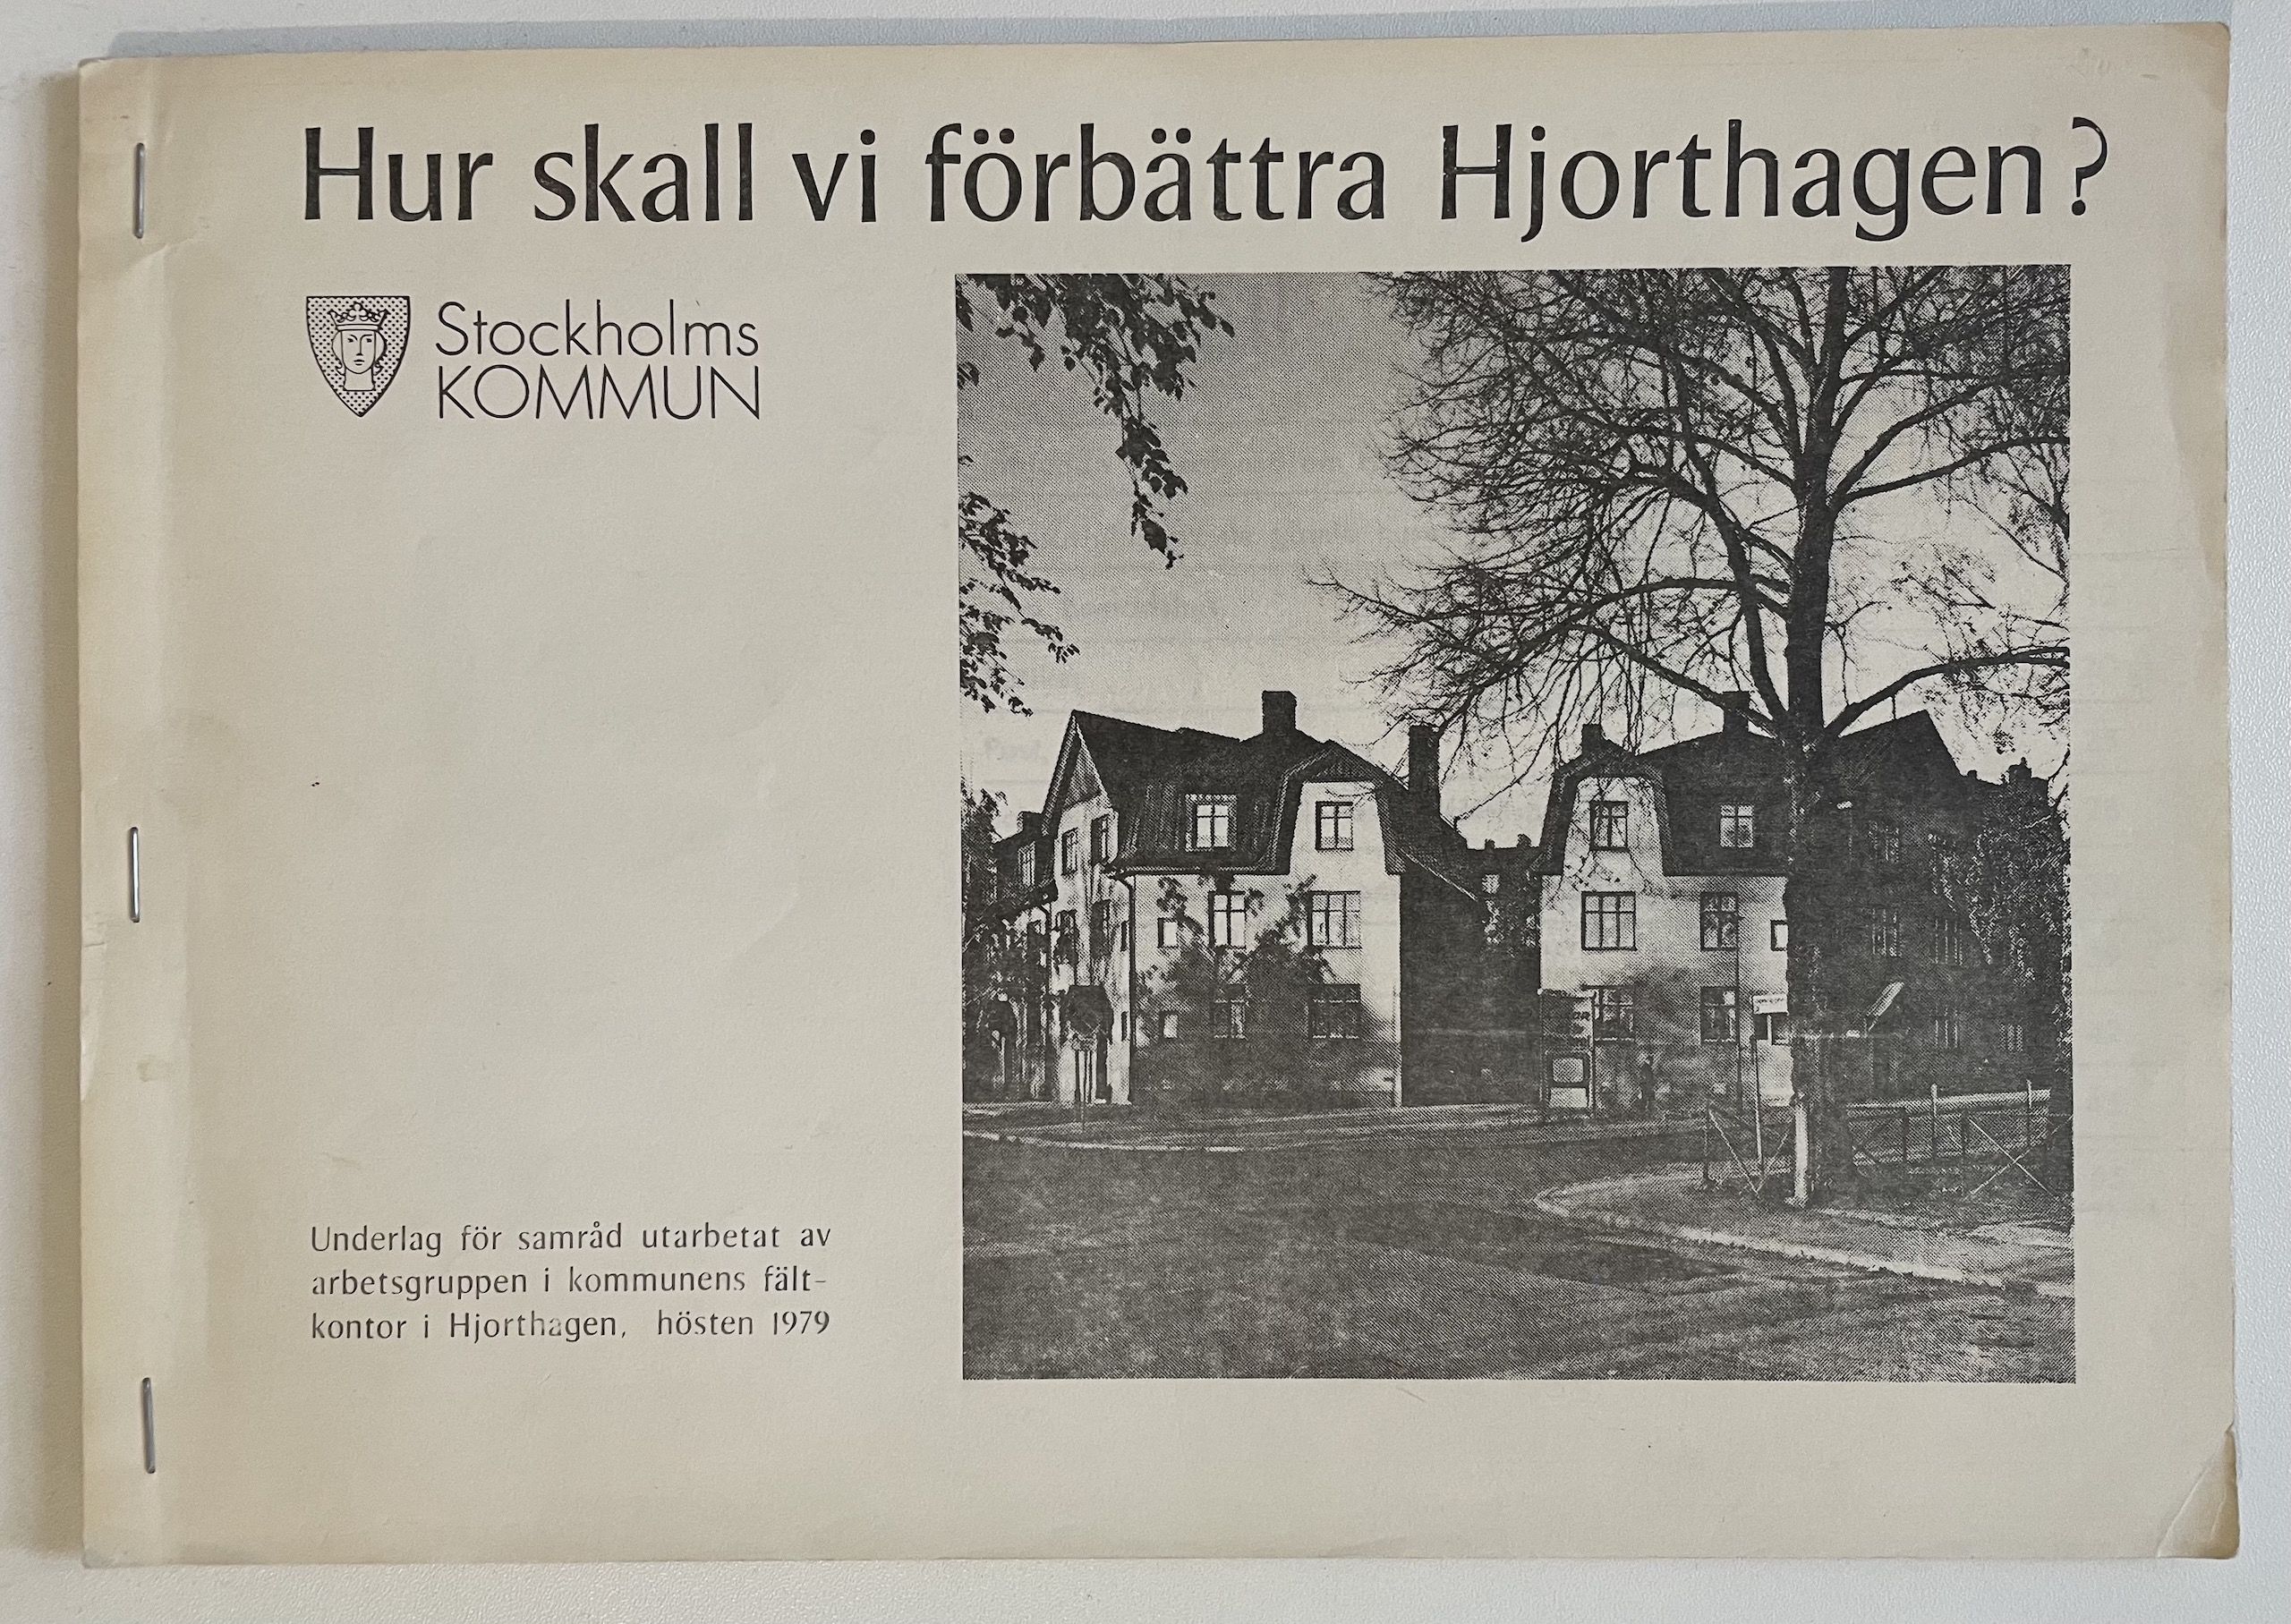 Hur skall vi förbättra Hjorthagen?
Stockholms
KOMMUN
Underlag för samråd utarbetat av
arbetsgruppen i kommunens fält-
kontor i Hjorthagen, hösten 1979